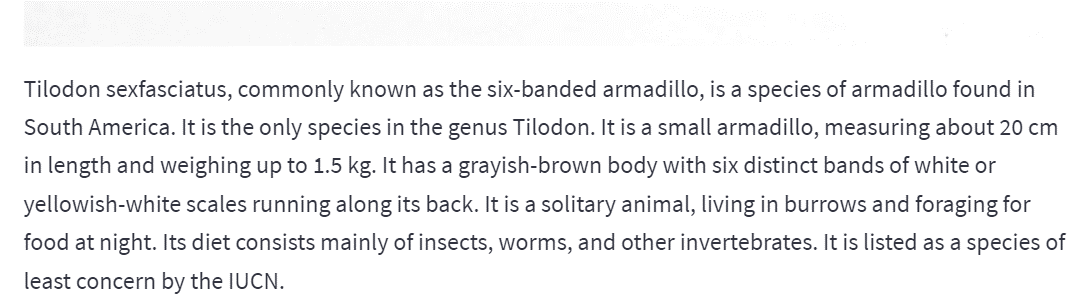 Tilodon sexfasciatus, commonly known as the six-banded armadillo, is a species of armadillo found in
South America. It is the only species in the genus Tilodon. It is a small armadillo, measuring about 20 cm
in length and weighing up to 1.5 kg. It has a grayish-brown body with six distinct bands of white or
yellowish-white scales running along its back. It is a solitary animal, living in burrows and foraging for
food at night. Its diet consists mainly of insects, worms, and other invertebrates. It is listed as a species of
least concern by the IUCN.